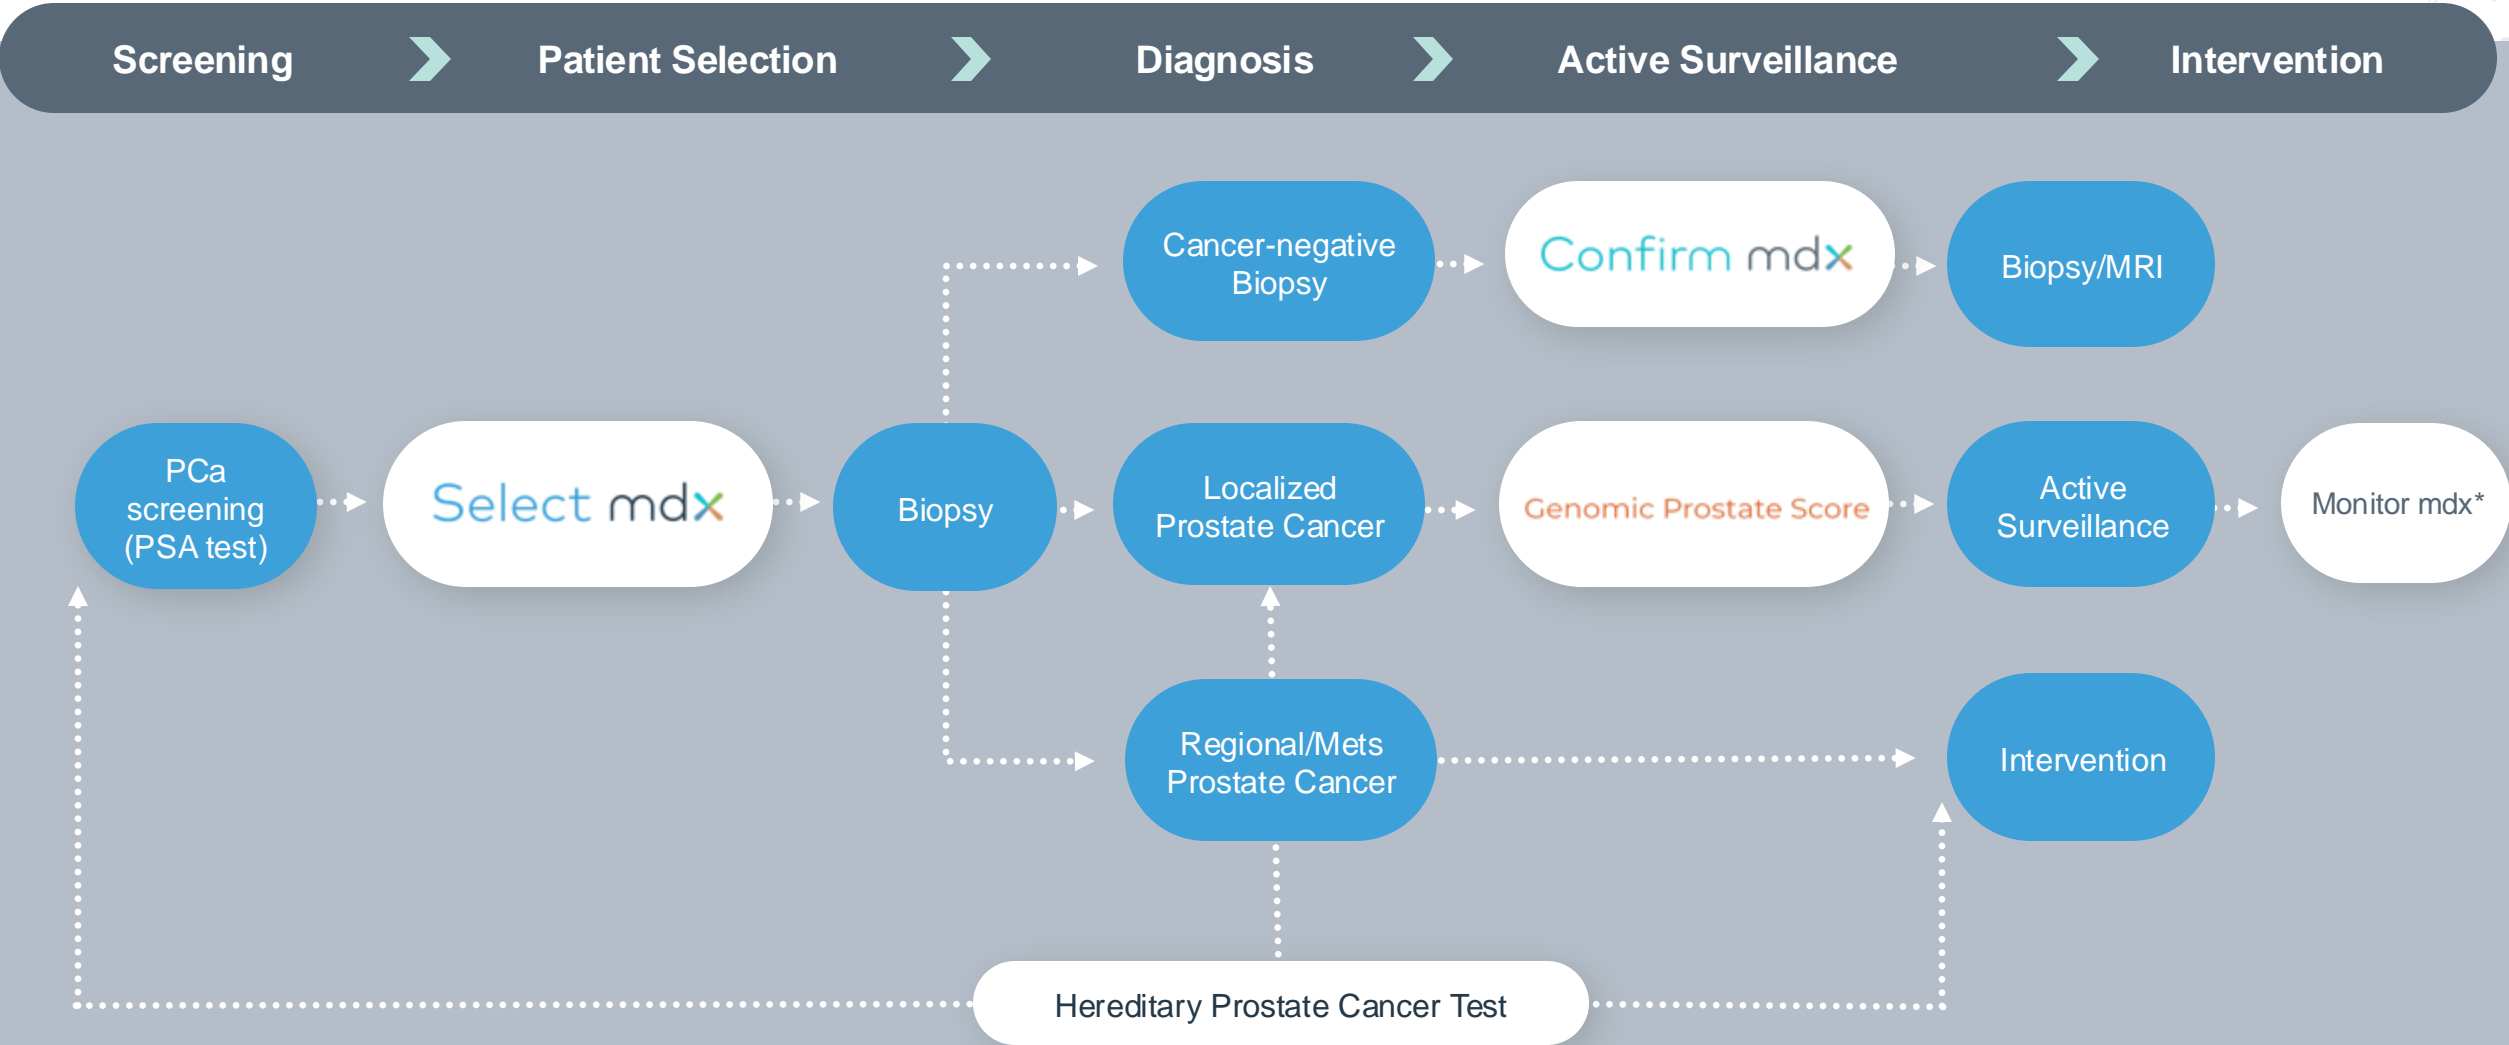 Screening
Patient Selection
Diagnosis
Active Surveillance
Intervention
Cancer-negative
Biopsy
Confirm mdx
Biopsy/MRI
PCa
screening
(PSA test)
Select mdx
Biopsy
Localized
Prostate Cancer
Genomic Prostate Score
Active
Surveillance
Monitor mdx*
Regional/Mets
Prostate Cancer
Intervention
Hereditary Prostate Cancer Test